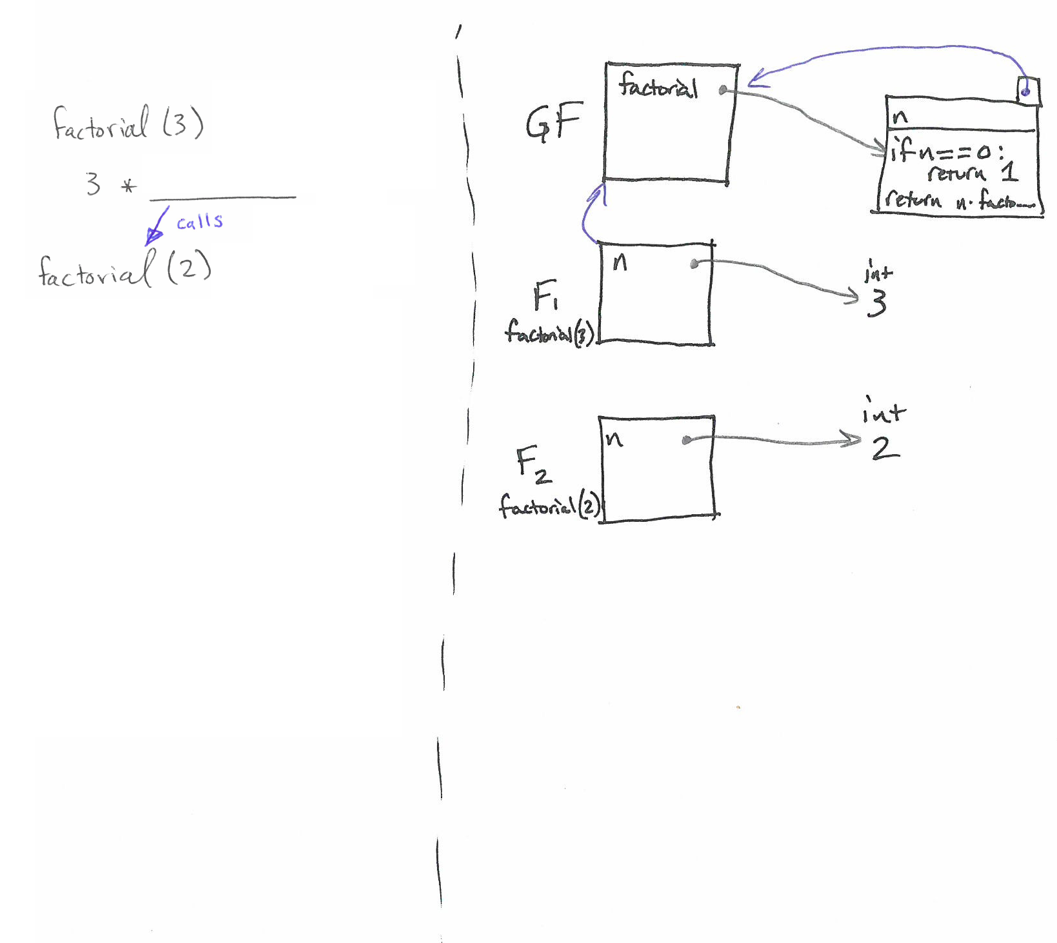 factorial (3)
3 * ________
calls
factorial (2)
GF
factorial
n
if n==0:
return 1
return n· facto......
F1
factorial(3)
n
int
3
F2
factorial(2)
n
int
2